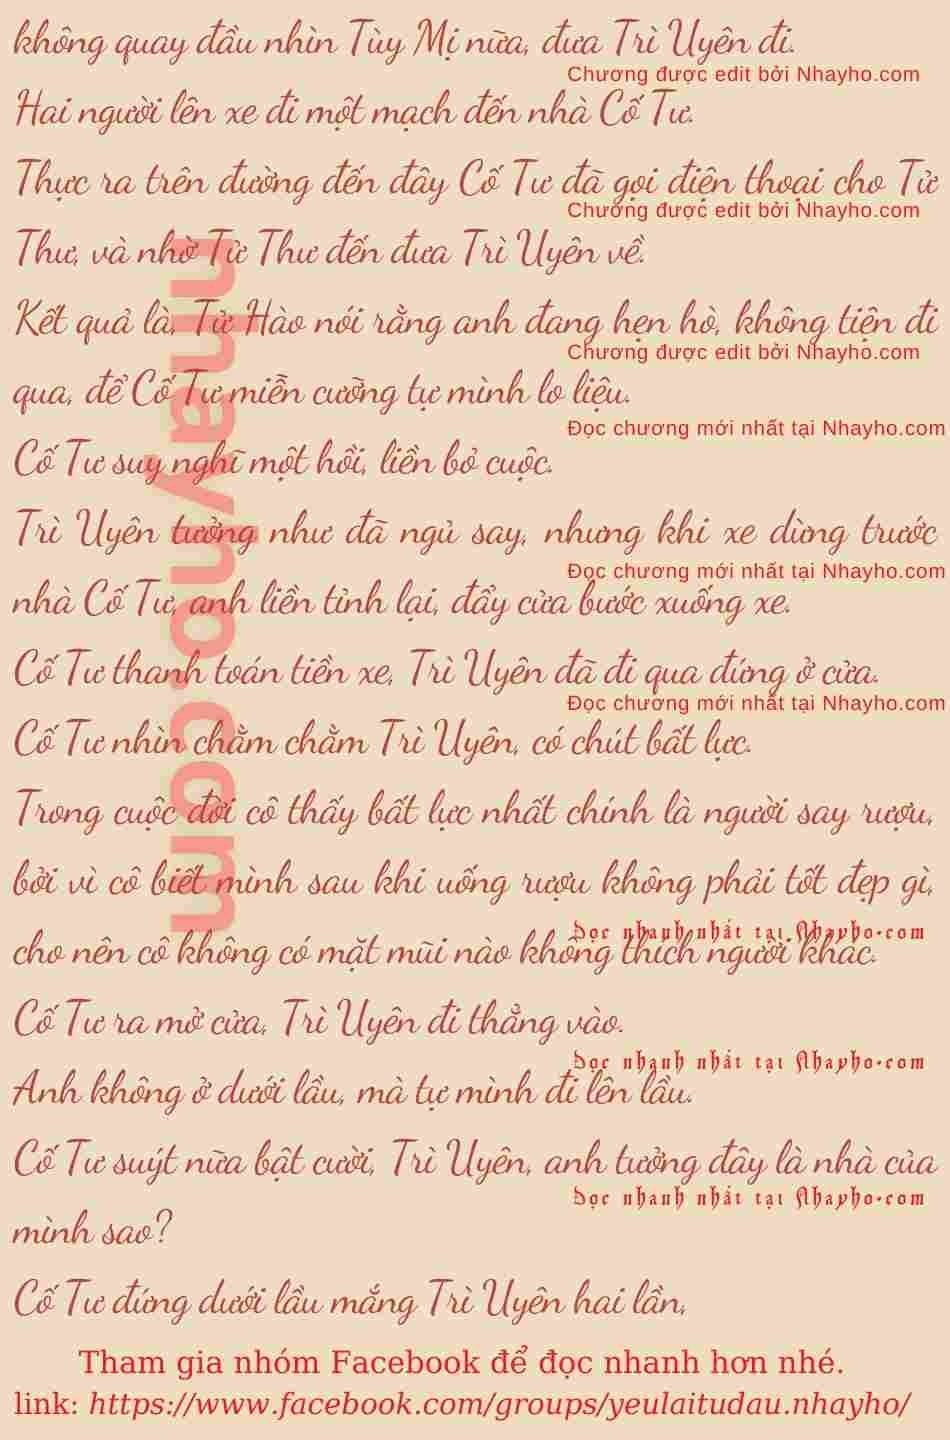 không quay đầu nhìn Tùy Mị nữa, đưa Trì Uyên đi.
Chương được edit bởi Nhayho.com
Hai người lên xe đi một mạch đến nhà Cố Tư.
Thực ra trên đường đến đây Cố Tư đã gọi điện thoại cho Tử
Chương được edit bởi Nhayho.com
Thư, và nhờ Tử Thư đến đưa Trì Uyên về.
Kết quả là, Tử Hào nói rằng anh đang hẹn hò, không tiện đi
Chương được edit bởi Nhayho.com
qua, để Cố Tư miễn cưỡng tự mình lo liệu.
Đọc chương mới nhất tại Nhayho.com
Cố Tư suy nghĩ một hồi, liền bỏ cuộc.
Trì Uyên tưởng như đã ngủ say, nhưng khi xe dừng trước
Đọc chương mới nhất tại Nhayho.com
nhà Cố Tư, anh liền tỉnh lại, đẩy cửa bước xuống xe.
Cố Tư thanh toán tiền xe, Trì Uyên đã đi qua đứng ở cửa.
Đọc chương mới nhất tại Nhayho.com
Cố Tư nhìn chằm chằm Trì Uyên, có chút bất lực.
Trong cuộc đời cô thấy bất lực nhất chính là người say rượu,
bởi vì cô biết mình sau khi uống rượu không phải tốt đẹp gì,
Đọc nhanh nhất tại Nhayho.com
cho nên cô không có mặt mũi nào không thích người khác.
Cố Tư ra mở cửa, Trì Uyên đi thẳng vào.
Đọc nhanh nhất tại Nhayho.com
Anh không ở dưới lầu, mà tự mình đi lên lầu.
Cố Tư suýt nữa bật cười, Trì Uyên, anh tưởng đây là nhà của
Đọc nhanh nhất tại Nhayho.com
mình sao?
Cố Tư đứng dưới lầu mắng Trì Uyên hai lần,
Tham gia nhóm Facebook để đọc nhanh hơn nhé.
link: https://www.facebook.com/groups/yeulaitudau.nhayho/
nhayho.com